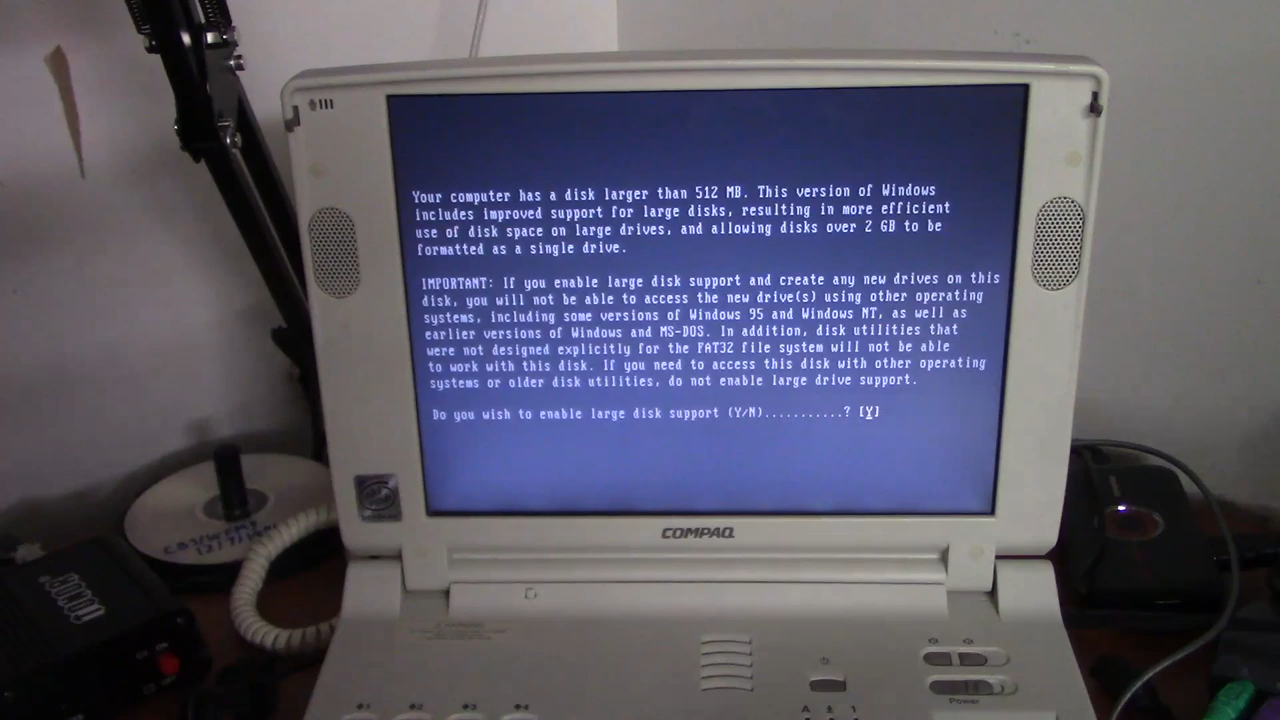 Your computer has a disk larger than 512 MB. This version of Windows
includes improved support for large disks, resulting in more efficient
use of disk space on large drives, and allowing disks over 2 GB to be
formatted as a single drive.
IMPORTANT: If you enable large disk support and create any new drives on this
disk, you will not be able to access the new drive(s) using other operating
systems, including some versions of Windows 95 and Windows NT, as well as
earlier versions of Windows and MS-DOS. In addition, disk utilities that
were not designed explicitly for the FAT32 file system will not be able
to work with this disk. If you need to access this disk with other operating
systems or older disk utilities, do not enable large drive support.
Do you wish to enable large disk support (Y/N)...........? [Y]
COMPAQ
Power
A 1
1
2
3
4